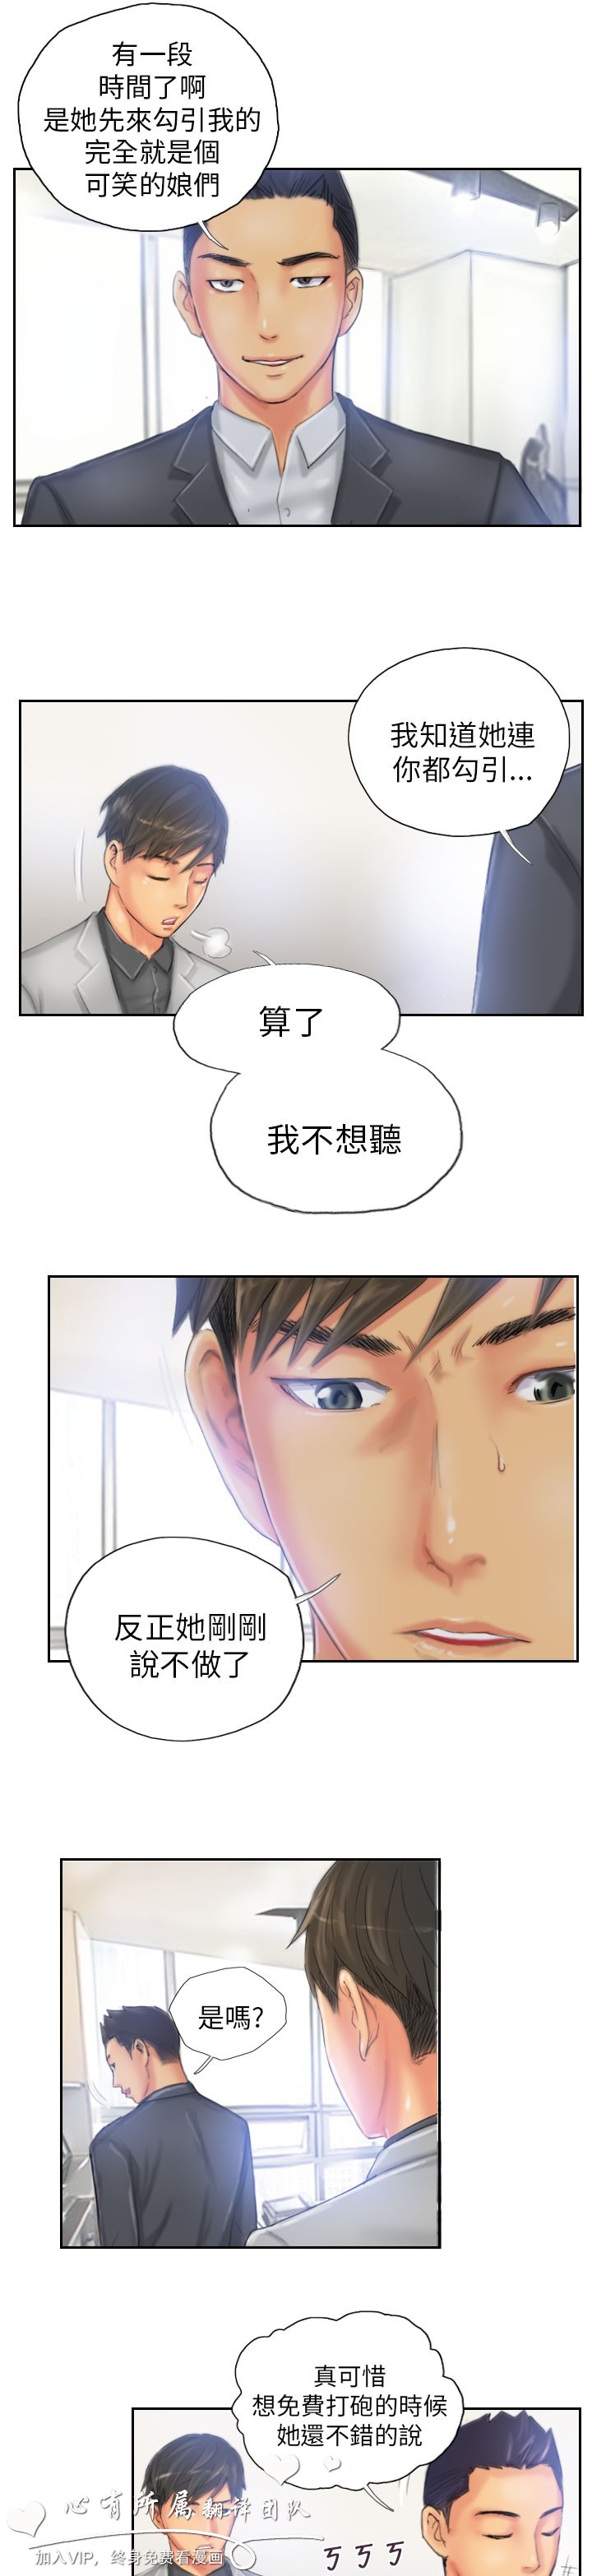 有一段
時間了啊
是她先來勾引我的
完全就是個
可笑的娘們
我知道她連
你都勾引...
算了
我不想聽
反正她剛剛
說不做了
是嗎?
真可惜
想免費打砲的時候
她還不錯的說
心有所属翻译团队
加入VIP，终身免费看漫画